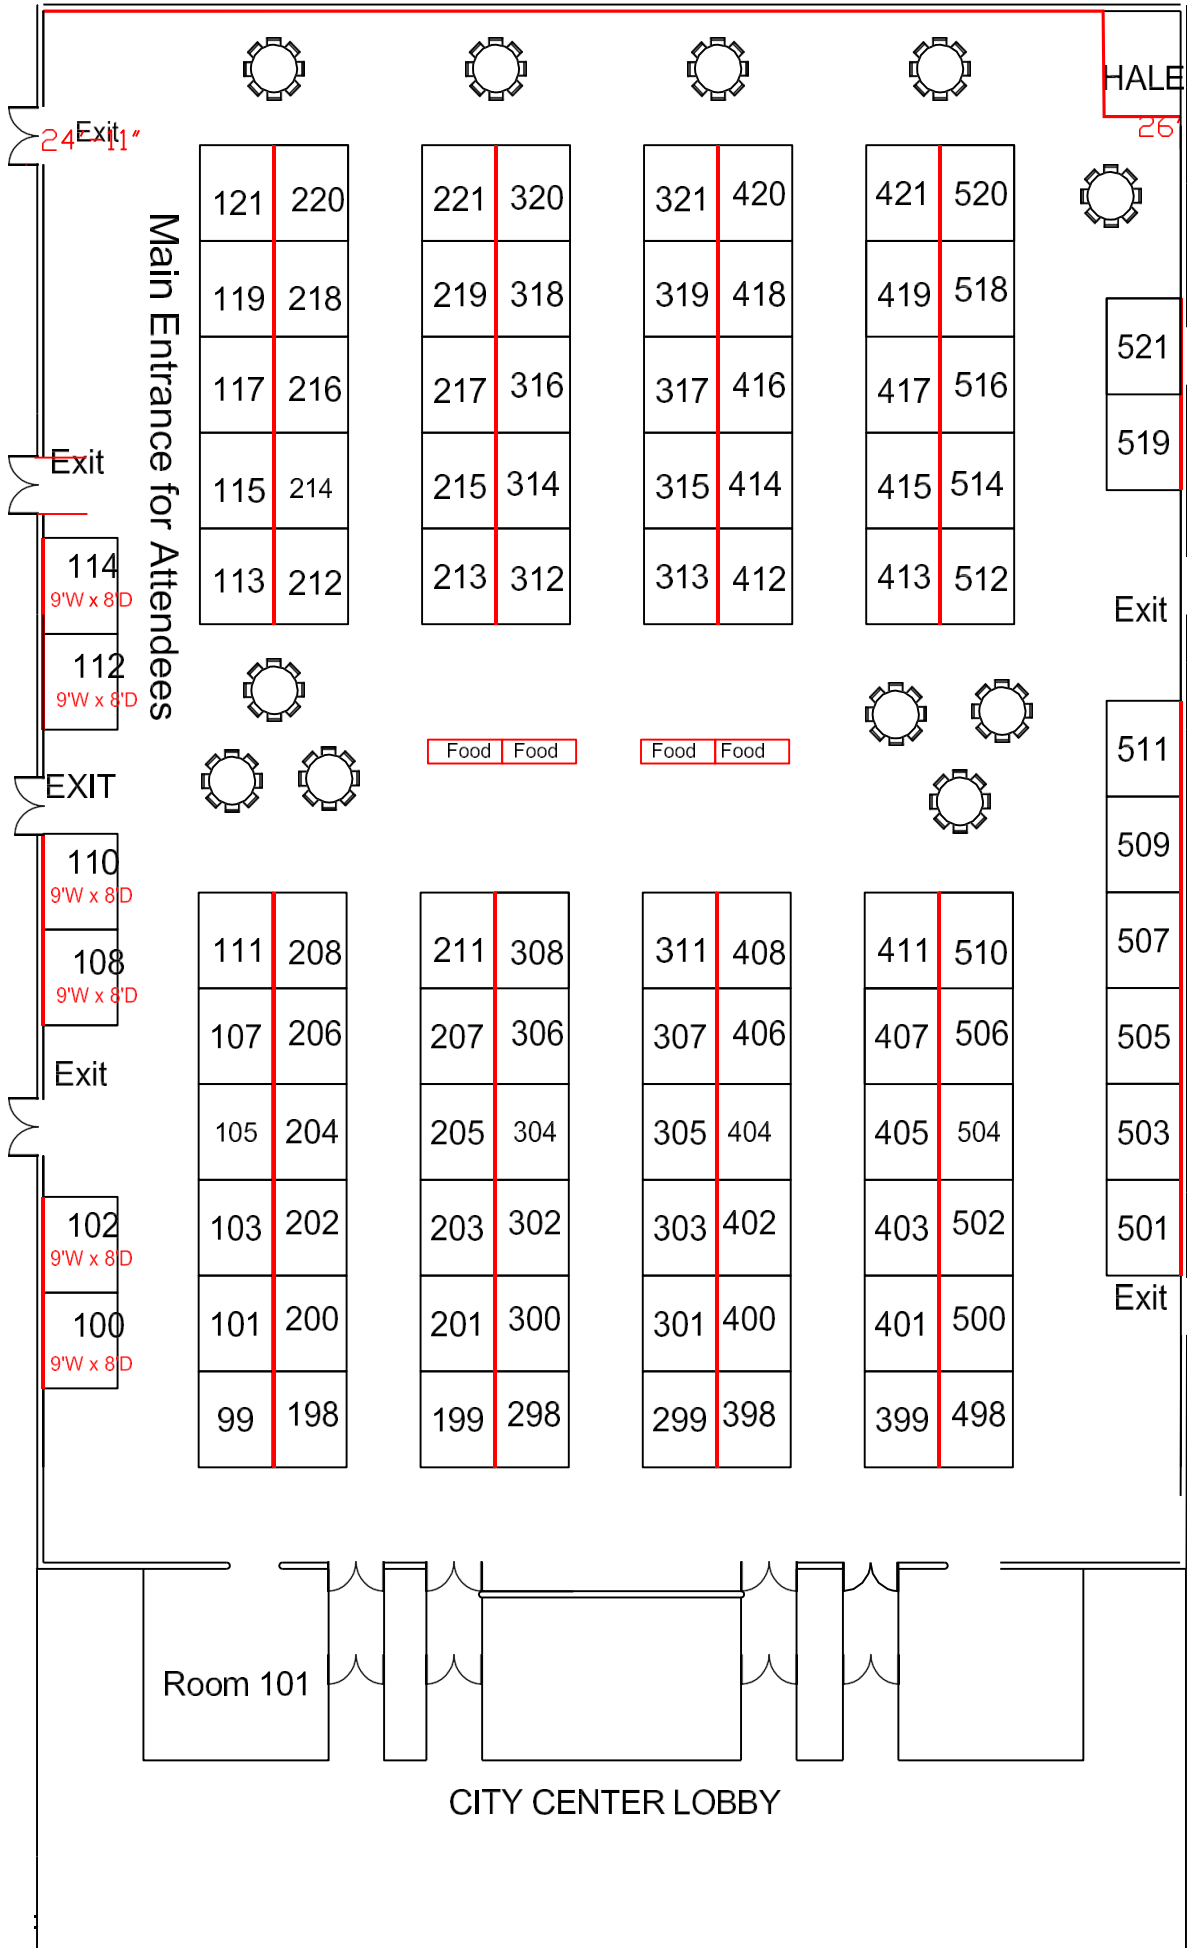 HALE
Exit
24'-11"
26'
Main Entrance for Attendees
121 220 221 320 321 420 421 520
119 218 219 318 319 418 419 518
521
117 216 217 316 317 416 417 516
519
Exit
115 214 215 314 315 414 415 514
114
9'W x 8'D
113 212 213 312 313 412 413 512
Exit
112
9'W x 8'D
Food Food Food Food
511
EXIT
509
110
9'W x 8'D
111 208 211 308 311 408 411 510
507
108
9'W x 8'D
107 206 207 306 307 406 407 506
505
Exit
105 204 205 304 305 404 405 504
503
102
9'W x 8'D
103 202 203 302 303 402 403 502
501
Exit
100
9'W x 8'D
101 200 201 300 301 400 401 500
99 198 199 298 299 398 399 498
Room 101
CITY CENTER LOBBY